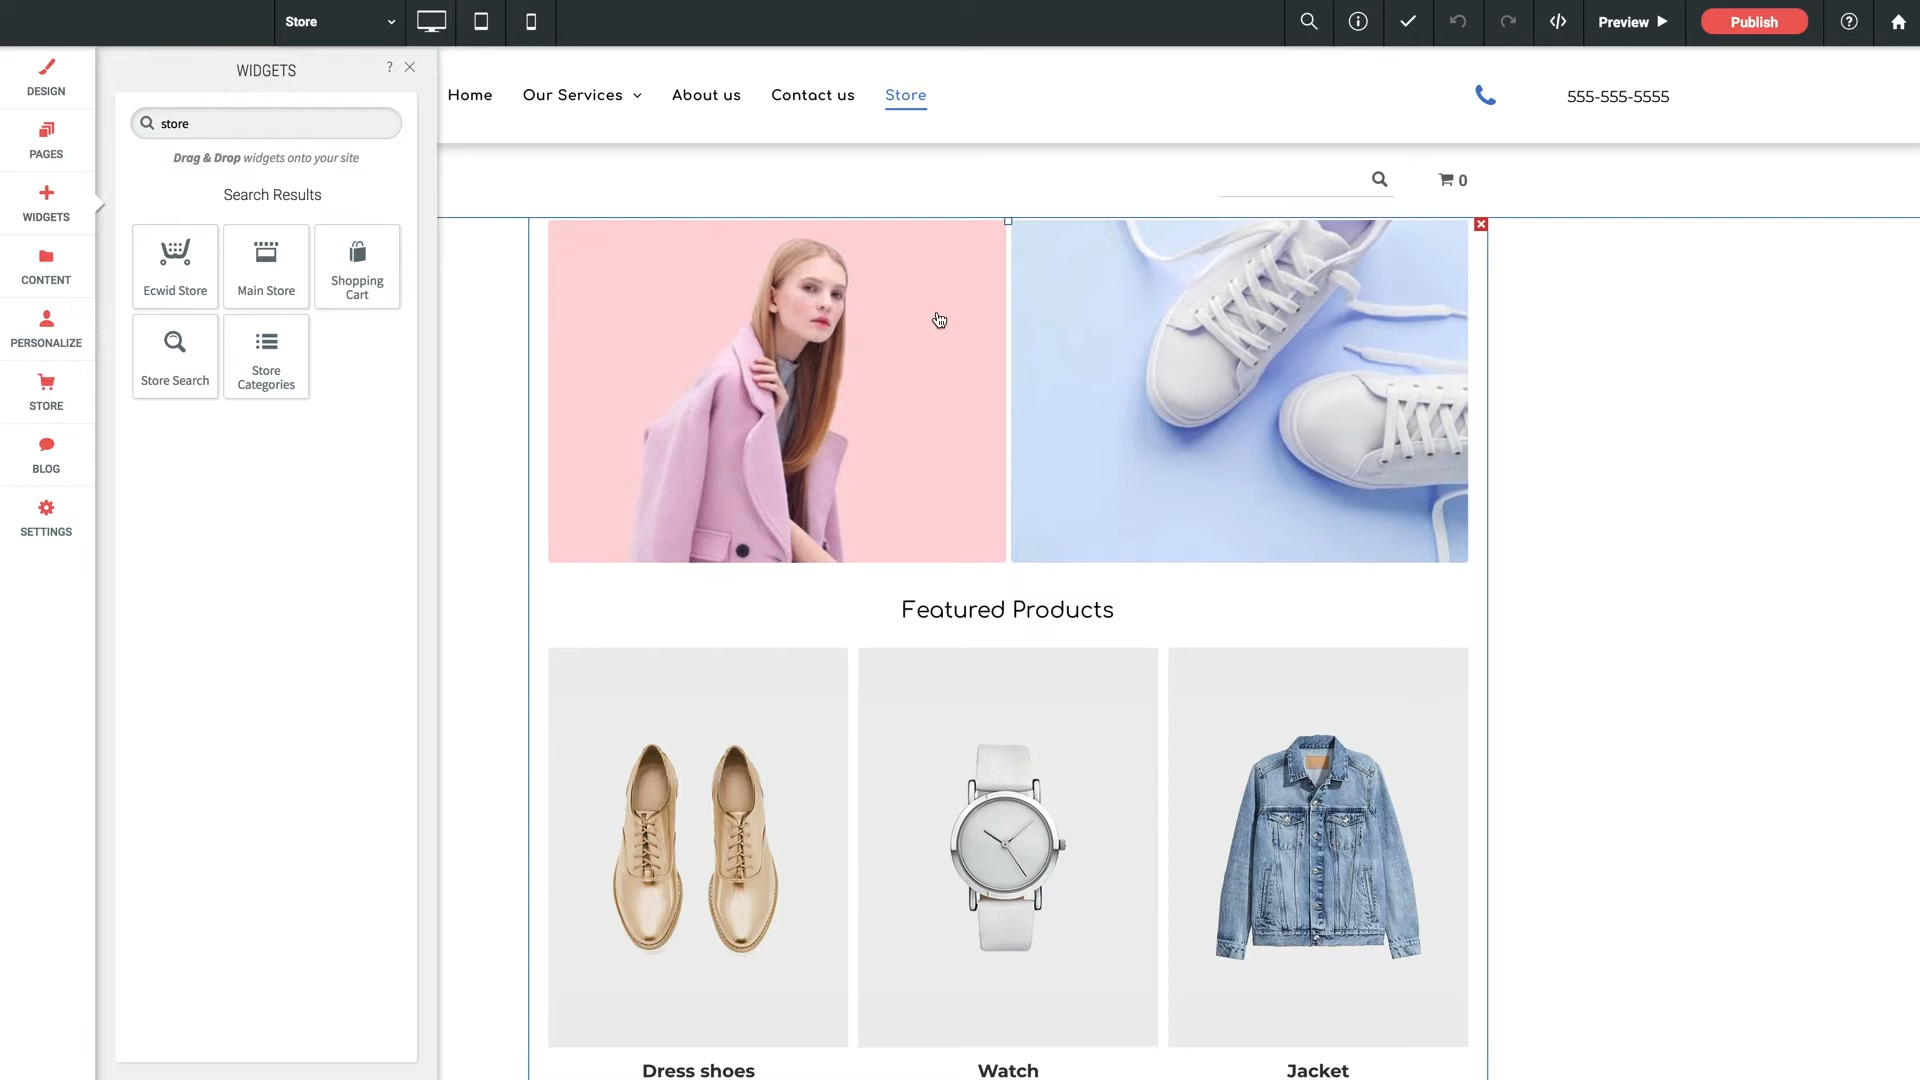 Store
Preview
Publish
DESIGN
PAGES
WIDGETS
CONTENT
PERSONALIZE
STORE
BLOG
SETTINGS
WIDGETS
?
store
Drag & Drop widgets onto your site
Search Results
Ecwid Store
Main Store
Shopping
Cart
Store Search
Store
Categories
Home
Our Services
About us
Contact us
Store
555-555-5555
0
Featured Products
Dress shoes
Watch
Jacket